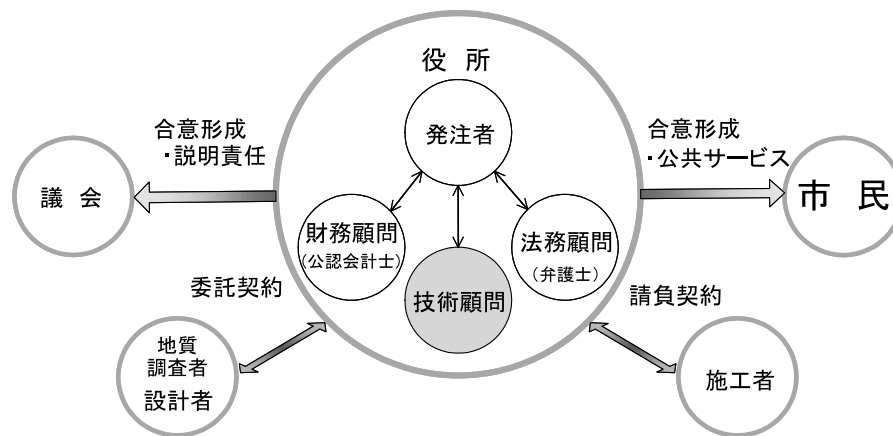 役 所
発注者
合意形成
・説明責任
合意形成
・公共サービス
議 会
市 民
財務顧問
（公認会計士）
法務顧問
（弁護士）
技術顧問
委託契約
請負契約
地質
調査者
設計者
施工者